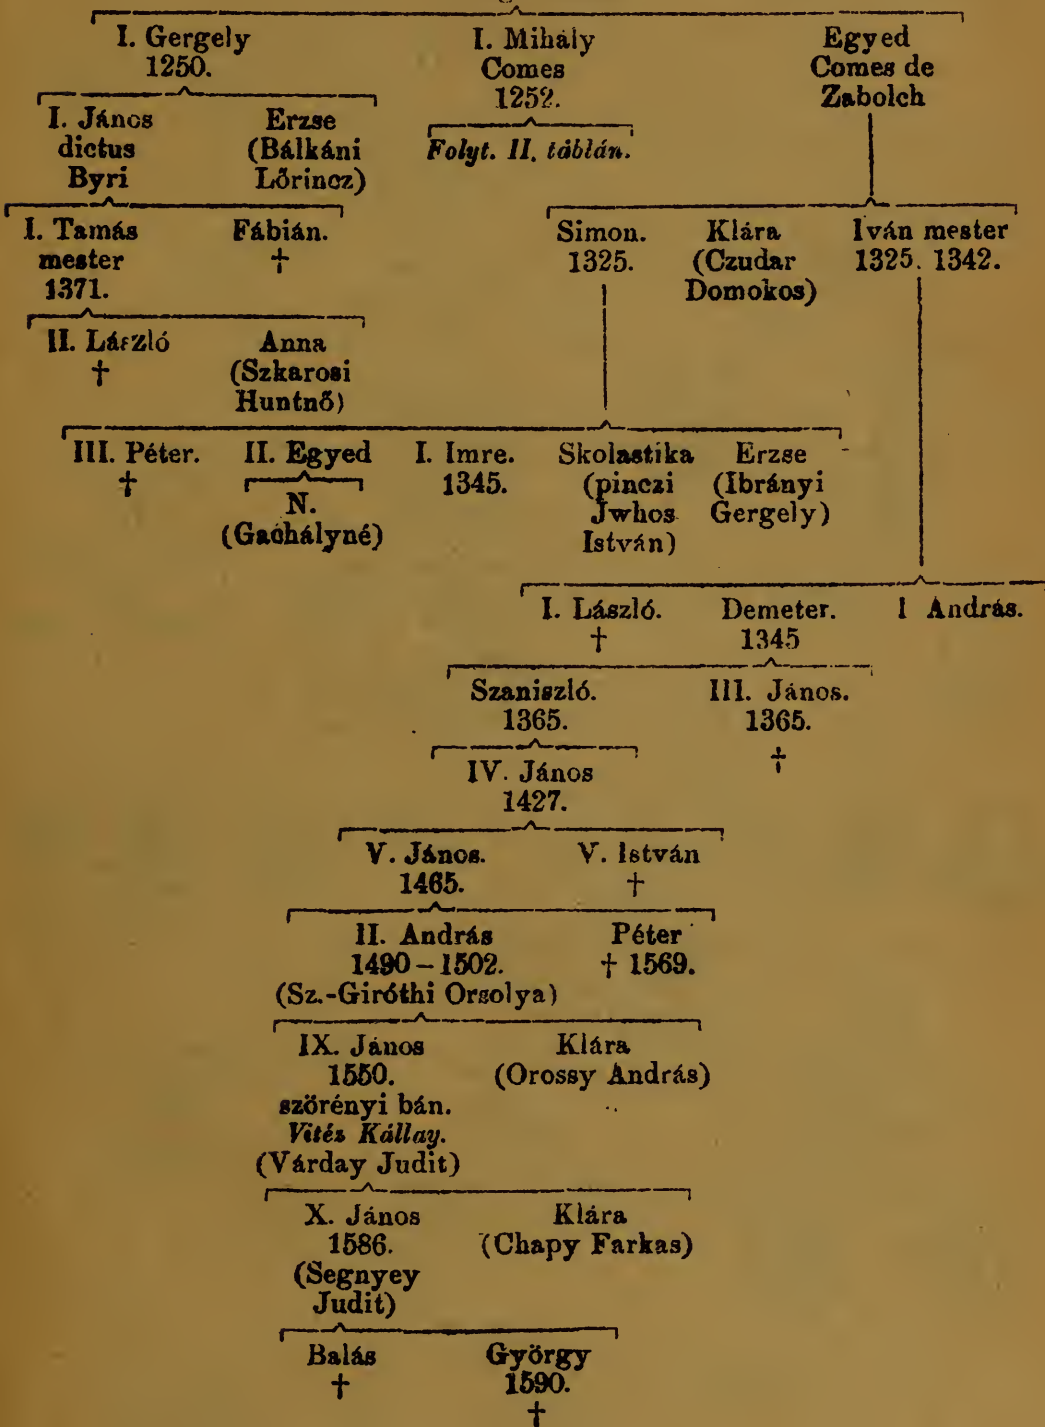 I. Gergely I. Mihály Egyed
1250. Comes Comes de
1252. Zabolch
I. János Erzse
dictus (Bálkáni Folyt. II. táblán.
Byri Lőrincz)
I. Tamás Fábián. Simon. Klára Iván mester
mester † 1325. (Czudar 1325. 1342.
1371. Domokos)
II. László Anna
† (Szkarosi
Huntnő)
III. Péter. II. Egyed I. Imre. Skolastika Erzse
† 1345. (pinczi (Ibrányi
N. Jwhos Gergely)
(Gachályné) István)
I. László. Demeter. I András.
† 1345
Szaniszló. III. János.
1365. 1365.
†
IV. János
1427.
V. János. V. István
1465. †
II. András Péter
1490–1502. † 1569.
(Sz.-Giróthi Orsolya)
IX. János Klára
1550. (Orossy András)
szörényi bán.
Vitéz Kállay.
(Várday Judit)
X. János Klára
1586. (Chapy Farkas)
(Segnyey
Judit)
Balás György
† 1590.
†